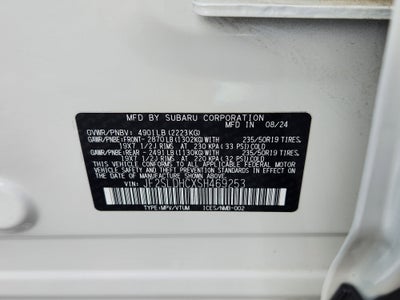 MFD BY SUBARU CORPORATION 08/24
GVWR/PNBV: 4901LB (2223KG)
GAWR/PNBE:FRONT- 2870LB (1302KG)WITH 235/50R19 TIRES,
19X7 1/2J RIMS AT 230 KPA (33 PSI)COLD
GAWR/PNBE:REAR - 2491LB (1130KG)WITH 235/50R19 TIRES,
19X7 1/2J RIMS AT 220 KPA (32 PSI)COLD
THIS VEHICLE CONFORMS TO ALL APPLICABLE FEDERAL MOTOR
VEHICLE SAFETY AND THEFT PREVENTION STANDARDS IN EFFECT
ON THE DATE OF MANUFACTURE SHOWN ABOVE.
VIN: JF2SLDHCXSH469253
TYPE:MPV/VTUM ICES/NMB-002